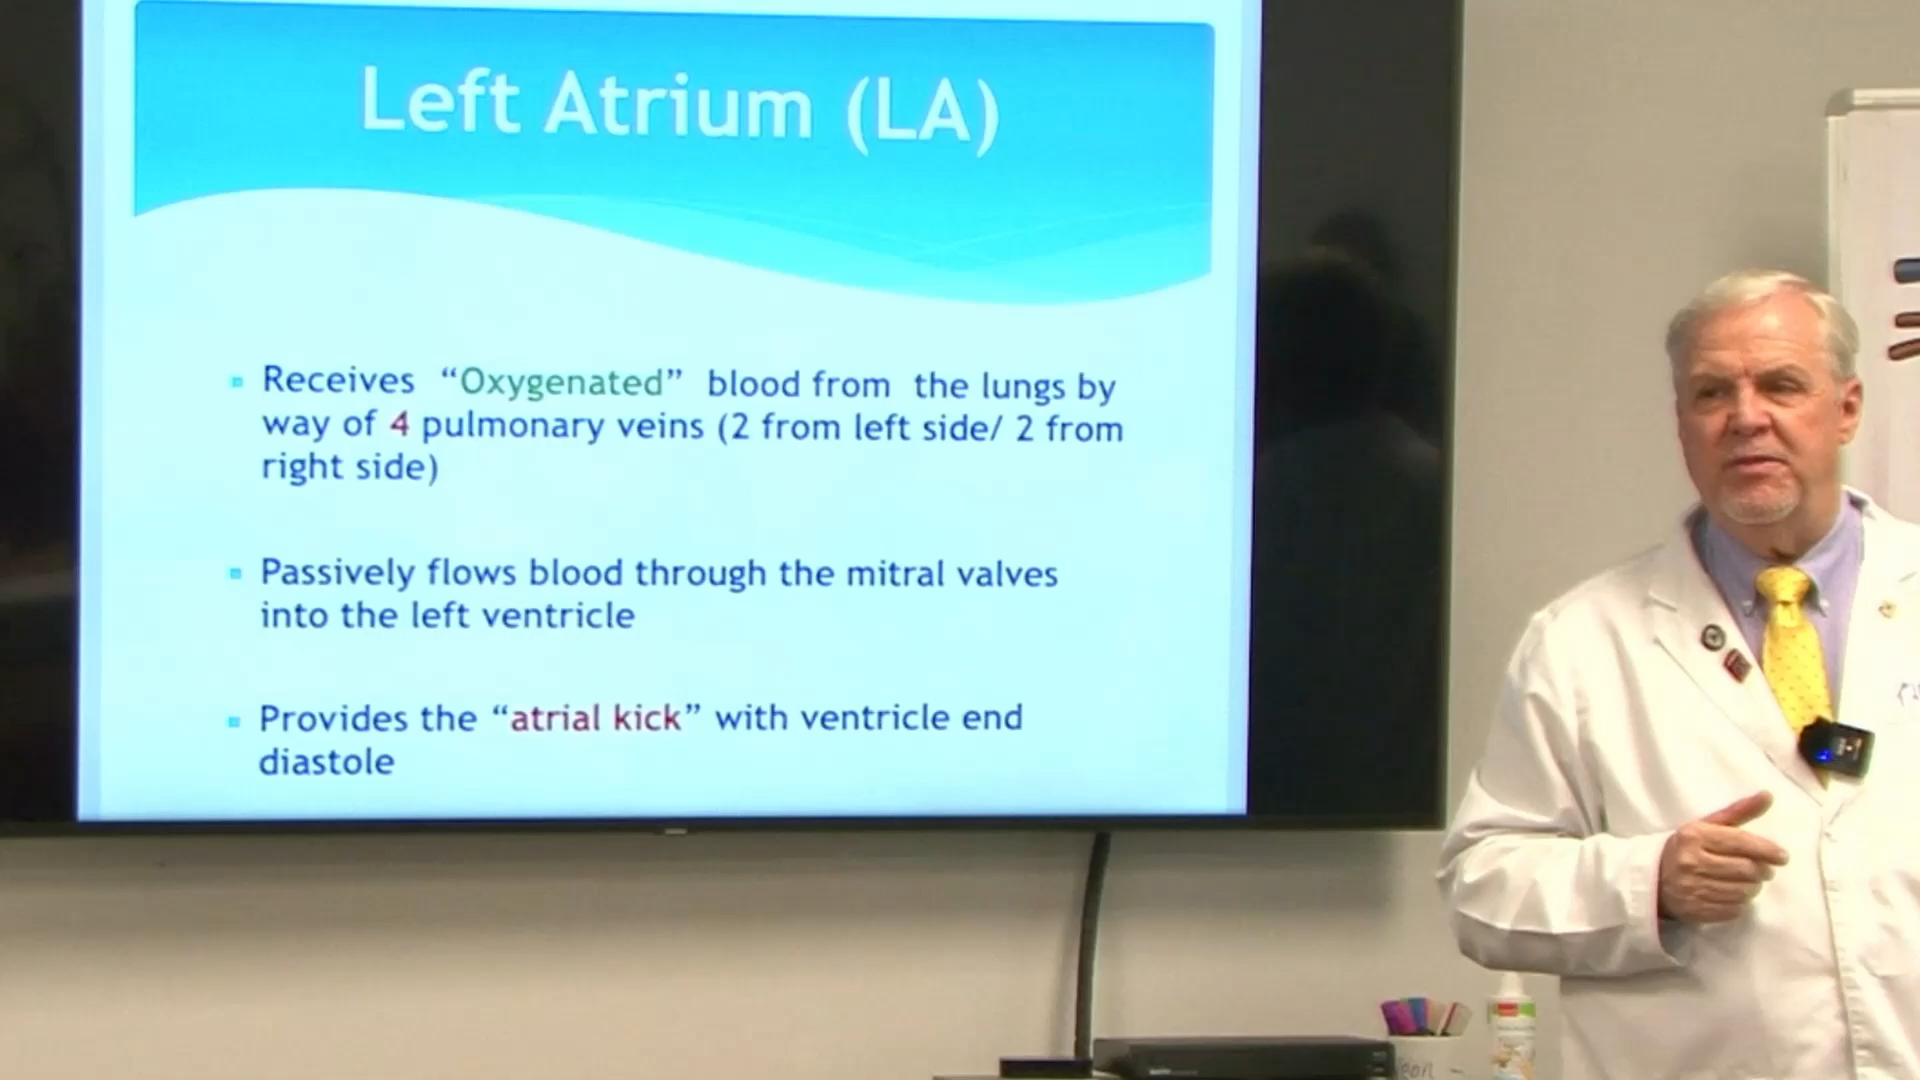 Left Atrium (LA)
Receives “Oxygenated” blood from the lungs by
way of 4 pulmonary veins (2 from left side/ 2 from
right side)
Passively flows blood through the mitral valves
into the left ventricle
Provides the “atrial kick” with ventricle end
diastole